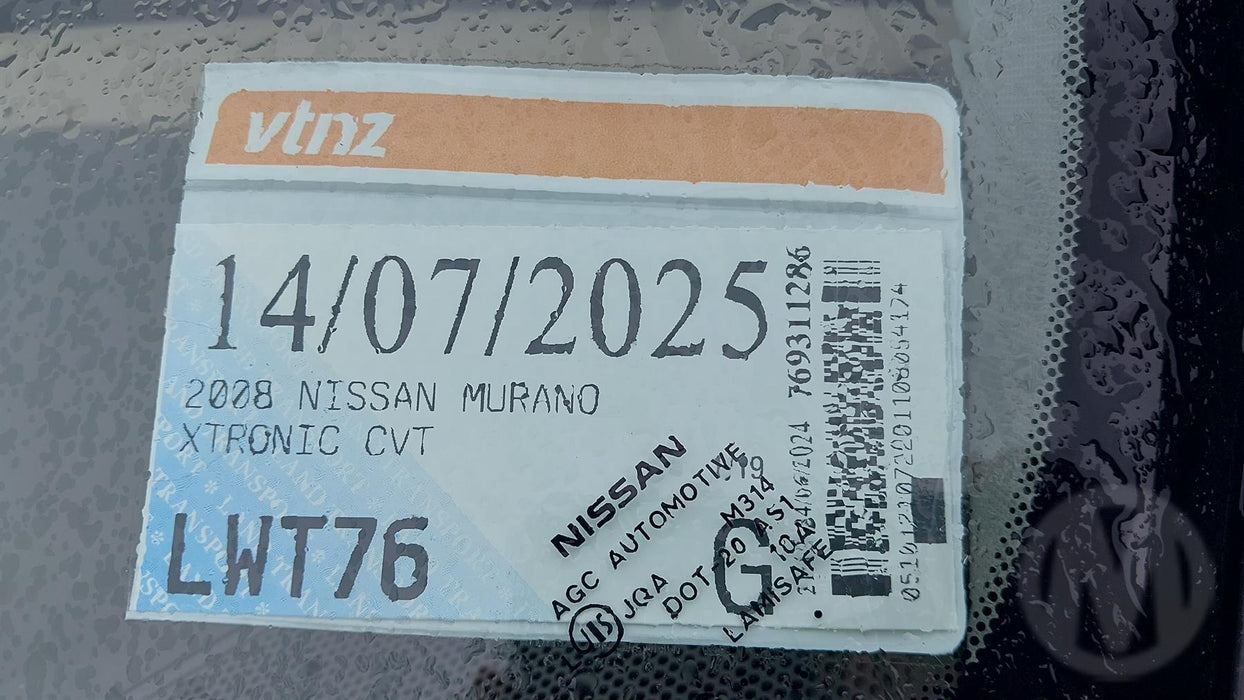 vtnz
14/07/2025
2008 NISSAN MURANO
XTRONIC CVT
LWT76
G
769311286
NISSAN
AGC AUTOMOTIVE
JQA
DOT-20 AS1
M314
LAMISAFE
M